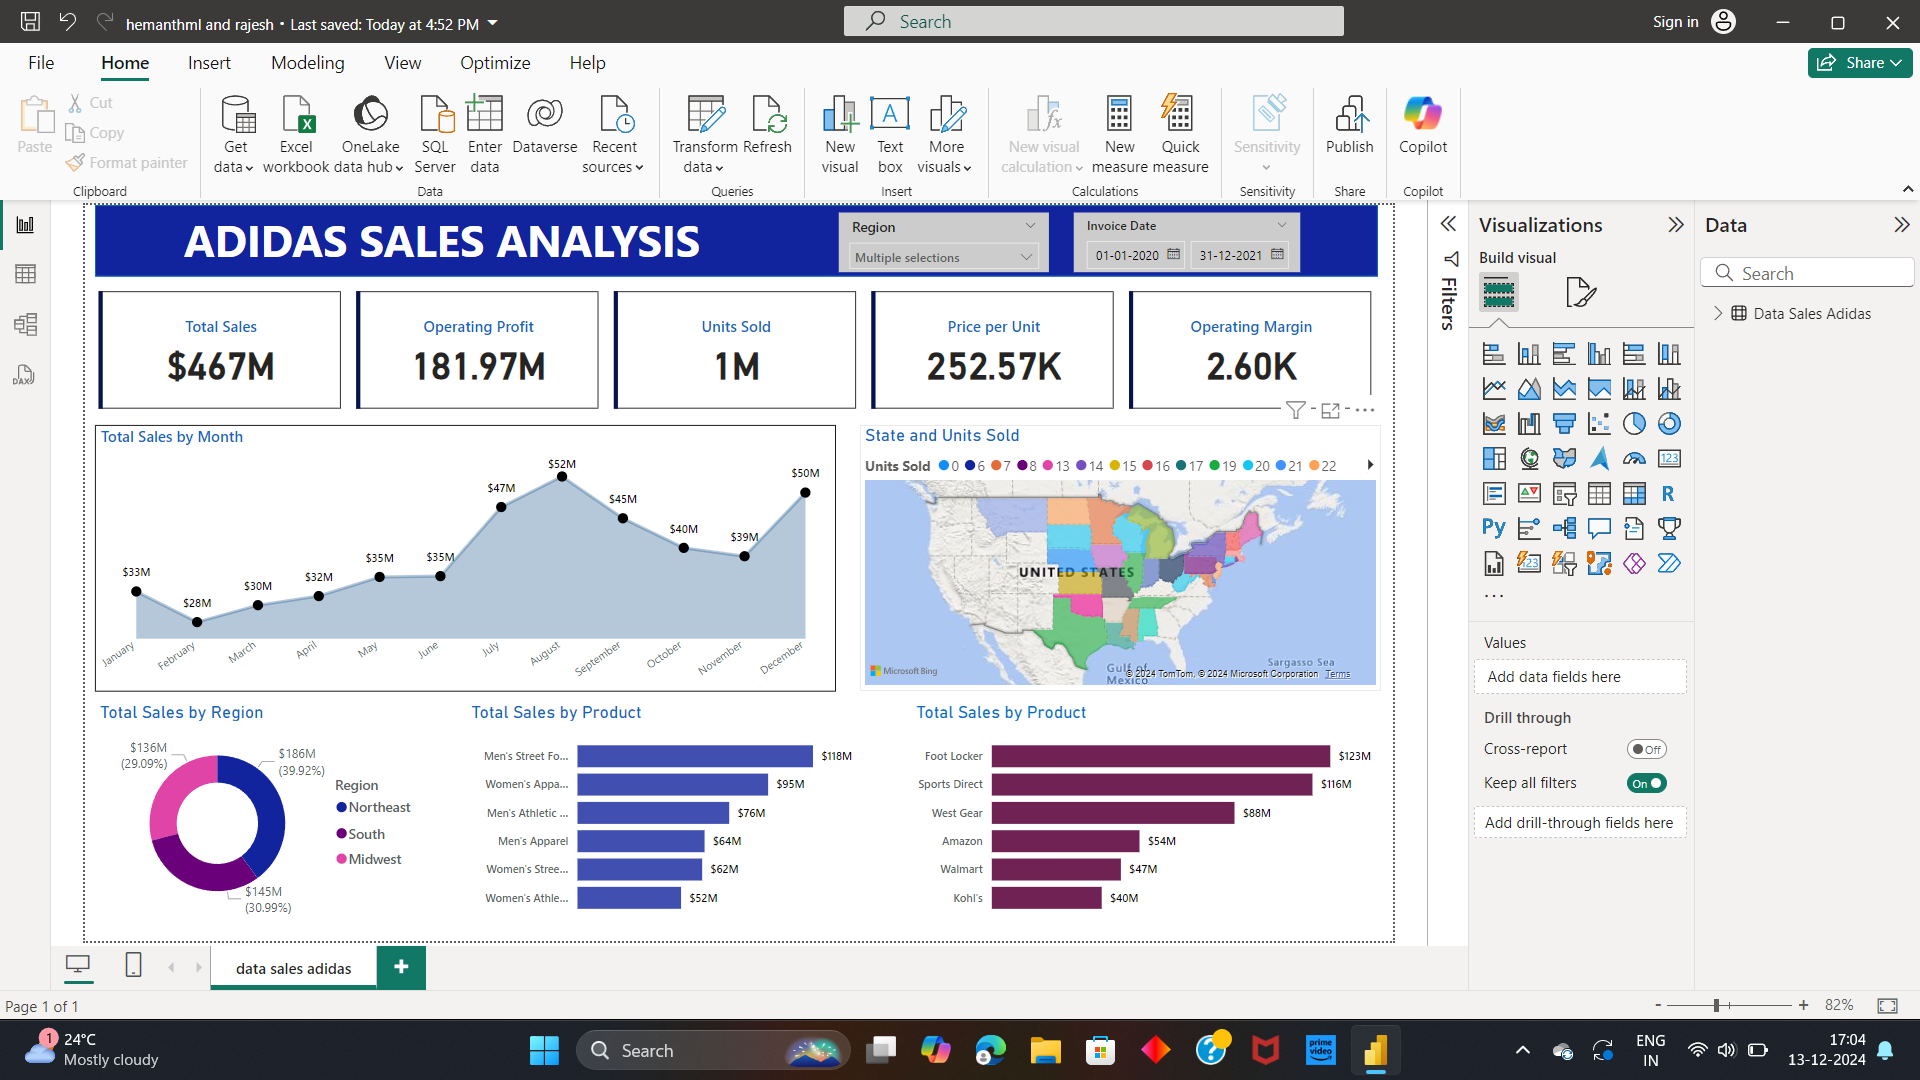 hemanthml and rajesh • Last saved: Today at 4:52 PM
Search
Sign in
File Home Insert Modeling View Optimize Help
Share
Paste
Cut
Copy
Format painter
Clipboard
Get data
Excel workbook
OneLake data hub
SQL Server
Enter data
Dataverse
Recent sources
Data
Transform data
Refresh
Queries
New visual
Text box
More visuals
Insert
New visual calculation
New measure
Quick measure
Calculations
Sensitivity
Sensitivity
Publish
Share
Copilot
Copilot
ADIDAS SALES ANALYSIS
Region
Multiple selections
Invoice Date
01-01-2020 31-12-2021
Total Sales
$467M
Operating Profit
181.97M
Units Sold
1M
Price per Unit
252.57K
Operating Margin
2.60K
Total Sales by Month
$33M
$28M
$30M
$32M
$35M
$35M
$47M
$52M
$45M
$40M
$39M
$50M
January February March April May June July August September October November December
State and Units Sold
Units Sold 0 6 7 8 13 14 15 16 17 19 20 21 22
UNITED STATES
Gulf of
Mexico
Sargasso Sea
Microsoft Bing
© 2024 TomTom, © 2024 Microsoft Corporation Terms
Total Sales by Region
$136M
(29.09%)
$186M
(39.92%)
$145M
(30.99%)
Region
Northeast
South
Midwest
Total Sales by Product
Men's Street Fo... $118M
Women's Appa... $95M
Men's Athletic ... $76M
Men's Apparel $64M
Women's Stree... $62M
Women's Athle... $52M
Total Sales by Product
Foot Locker $123M
Sports Direct $116M
West Gear $88M
Amazon $54M
Walmart $47M
Kohl's $40M
Filters
Visualizations
Build visual
123
R
Py
123
Values
Add data fields here
Drill through
Cross-report Off
Keep all filters On
Add drill-through fields here
Data
Search
Data Sales Adidas
DAX
data sales adidas
+
Page 1 of 1
- + 82%
1
24°C
Mostly cloudy
Search
prime video
ENG
IN
17:04
13-12-2024